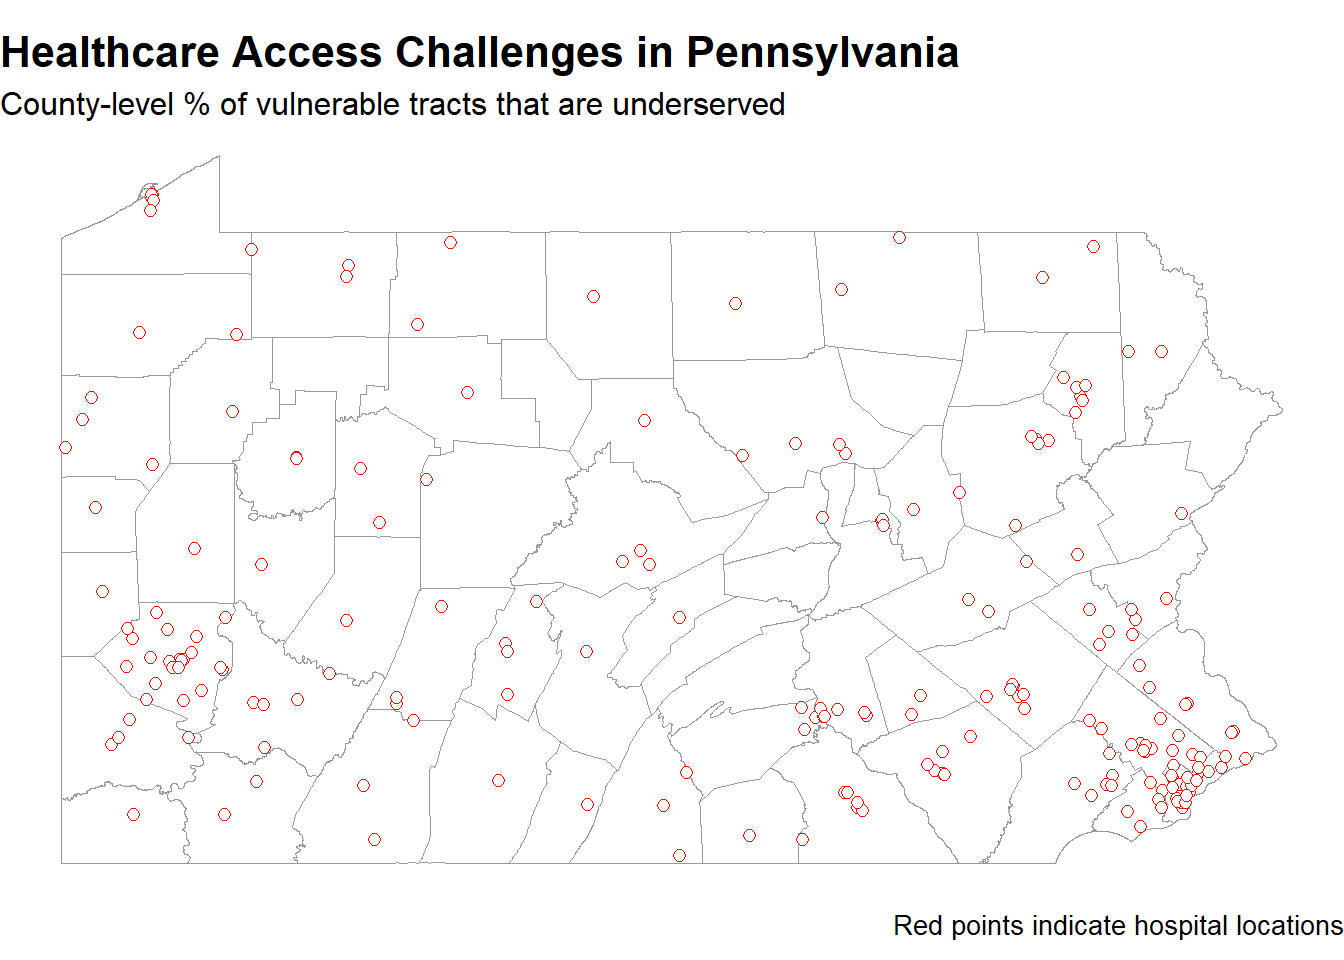 Healthcare Access Challenges in Pennsylvania
County-level % of vulnerable tracts that are underserved
Red points indicate hospital locations